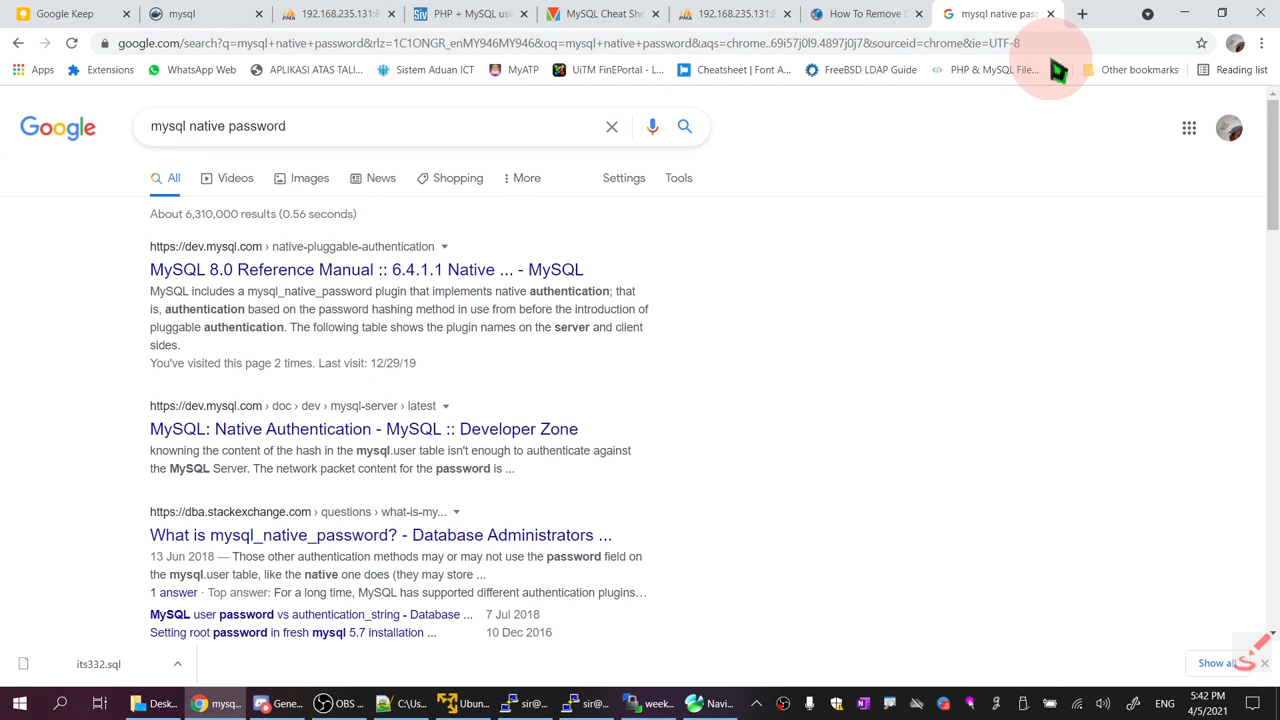 Google Keep
mysql
192.168.235.131:8
PHP + MySQL us
MySQL Cheat She
192.168.235.131:8
How To Remove D
mysql native pas
google.com/search?q=mysql+native+password&rlz=1C1ONGR_enMY946MY946&oq=mysql+native+password&aqs=chrome..69i57j0l9.4897j0j7&sourceid=chrome&ie=UTF-8
Apps
Extensions
WhatsApp Web
APLIKASI ATAS TALI...
Sistem Aduan ICT
MyATP
UiTM FinEPortal - L...
Cheatsheet | Font A...
FreeBSD LDAP Guide
PHP & MySQL File...
Other bookmarks
Reading list
Google
mysql native password
All
Videos
Images
News
Shopping
More
Settings
Tools
About 6,310,000 results (0.56 seconds)
https://dev.mysql.com › native-pluggable-authentication
MySQL 8.0 Reference Manual :: 6.4.1.1 Native ... - MySQL
MySQL includes a mysql_native_password plugin that implements native authentication; that
is, authentication based on the password hashing method in use from before the introduction of
pluggable authentication. The following table shows the plugin names on the server and client
sides.
You've visited this page 2 times. Last visit: 12/29/19
https://dev.mysql.com › doc › dev › mysql-server › latest
MySQL: Native Authentication - MySQL :: Developer Zone
knowning the content of the hash in the mysql.user table isn't enough to authenticate against
the MySQL Server. The network packet content for the password is ...
https://dba.stackexchange.com › questions › what-is-my...
What is mysql_native_password? - Database Administrators ...
13 Jun 2018 — Those other authentication methods may or may not use the password field on
the mysql.user table, like the native one does (they may store ...
1 answer · Top answer: For a long time, MySQL has supported different authentication plugins…
MySQL user password vs authentication_string - Database ... 7 Jul 2018
Setting root password in fresh mysql 5.7 installation ... 10 Dec 2016
its332.sql
Show all
Desk...
mysq...
Gene...
OBS ...
C:\Us...
Ubun...
sir@...
sir@...
week...
Navi...
ENG
5:42 PM
4/5/2021